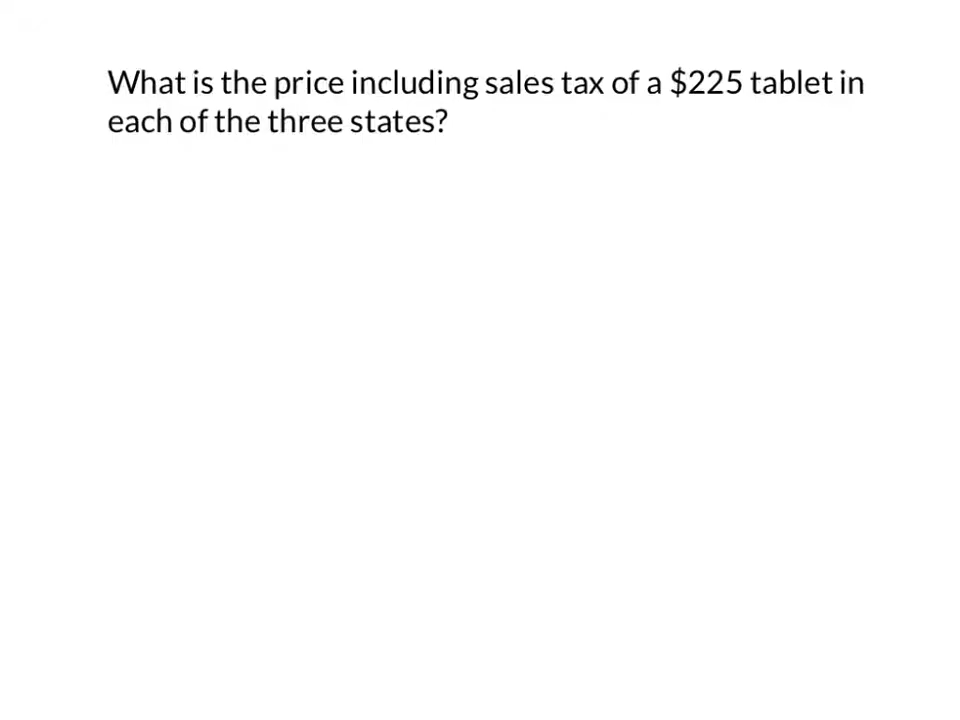 What is the price including sales tax of a $225 tablet in
each of the three states?